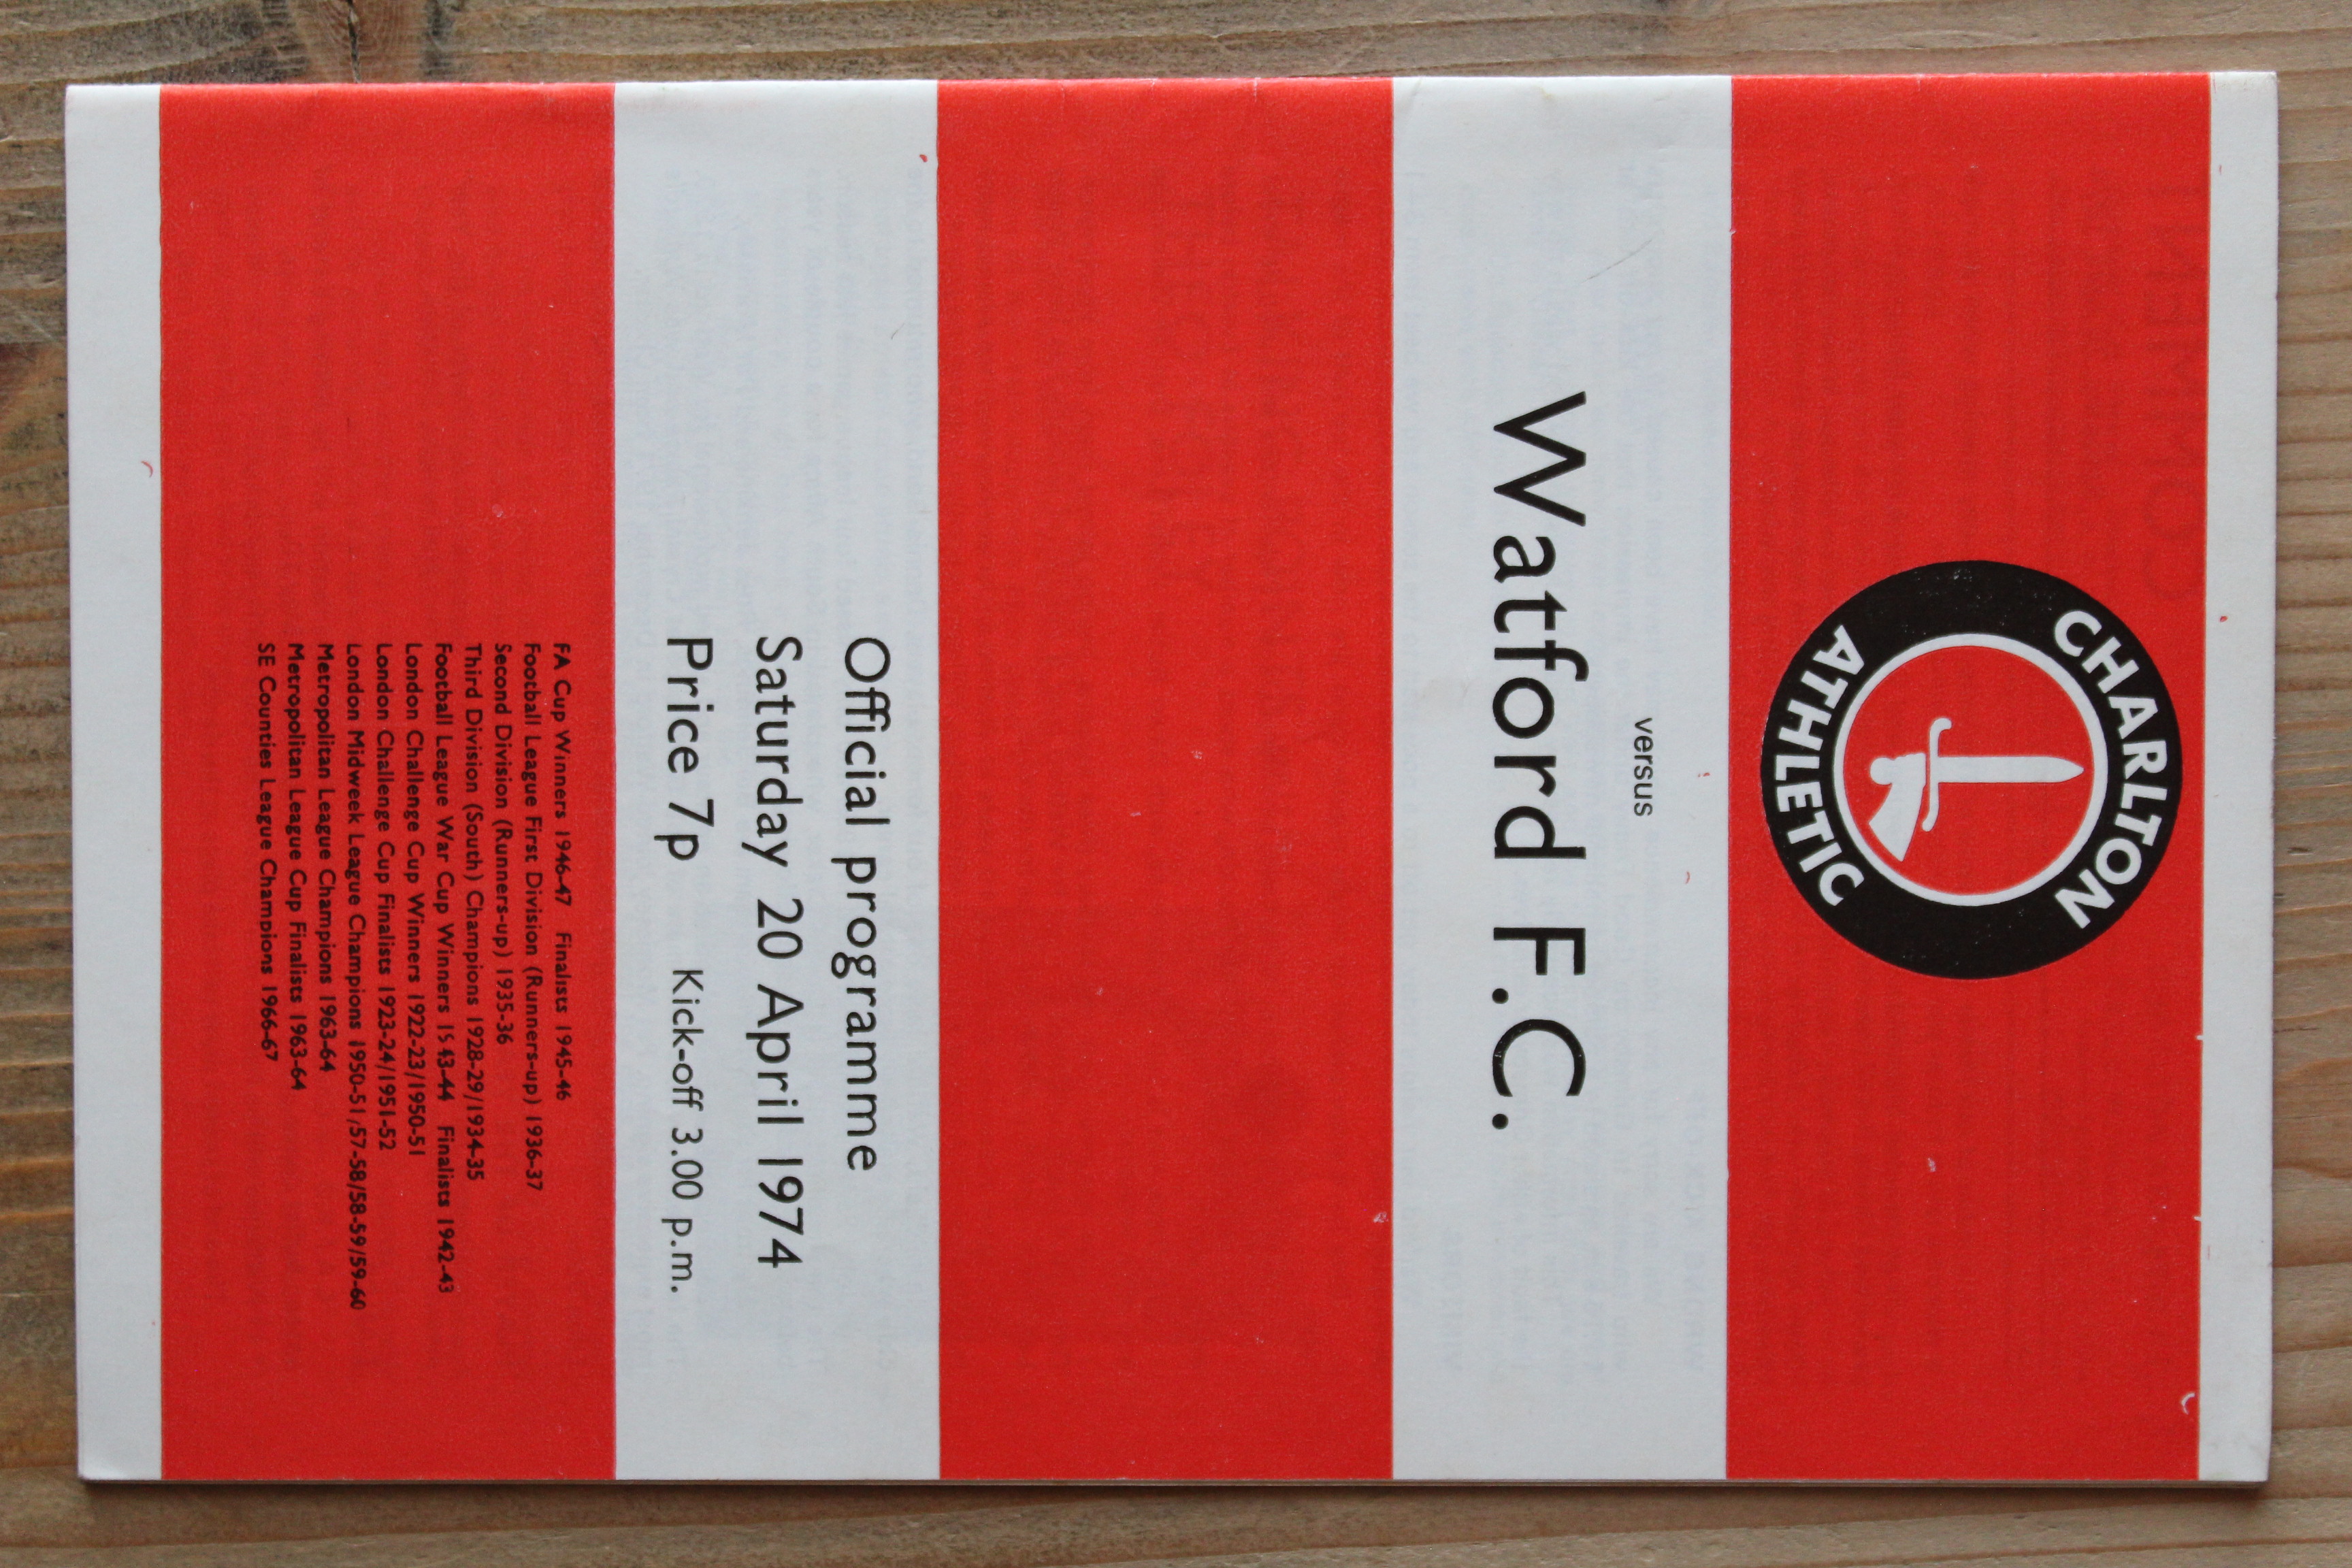 CHARLTON
ATHLETIC
versus
Watford F.C.
Official programme
Saturday 20 April 1974
Price 7p Kick-off 3.00 p.m.
FA Cup Winners 1946-47 Finalists 1945-46
Football League First Division (Runners-up) 1936-37
Second Division (Runners-up) 1935-36
Third Division (South) Champions 1928-29/1934-35
Football League War Cup Winners 1943-44 Finalists 1942-43
London Challenge Cup Winners 1922-23/1950-51
London Challenge Cup Finalists 1923-24/1951-52
London Midweek League Champions 1950-51/57-58/58-59/59-60
Metropolitan League Champions 1963-64
Metropolitan League Cup Finalists 1963-64
SE Counties League Champions 1966-67